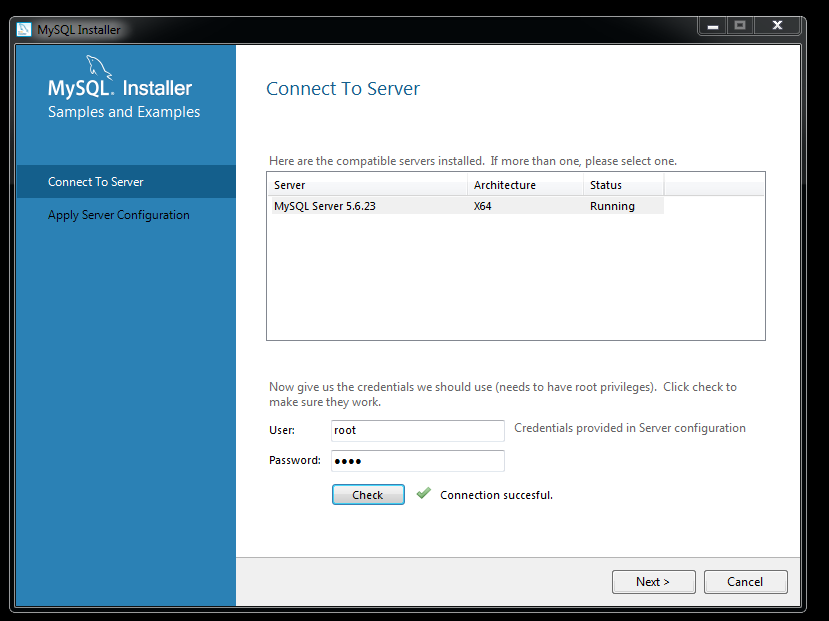 MySQL Installer
MySQL. Installer
Samples and Examples
Connect To Server
Apply Server Configuration
Connect To Server
Here are the compatible servers installed.  If more than one, please select one.
Server Architecture Status
MySQL Server 5.6.23 X64 Running
Now give us the credentials we should use (needs to have root privileges).  Click check to
make sure they work.
User: root Credentials provided in Server configuration
Password: ●●●●
Check Connection succesful.
Next > Cancel